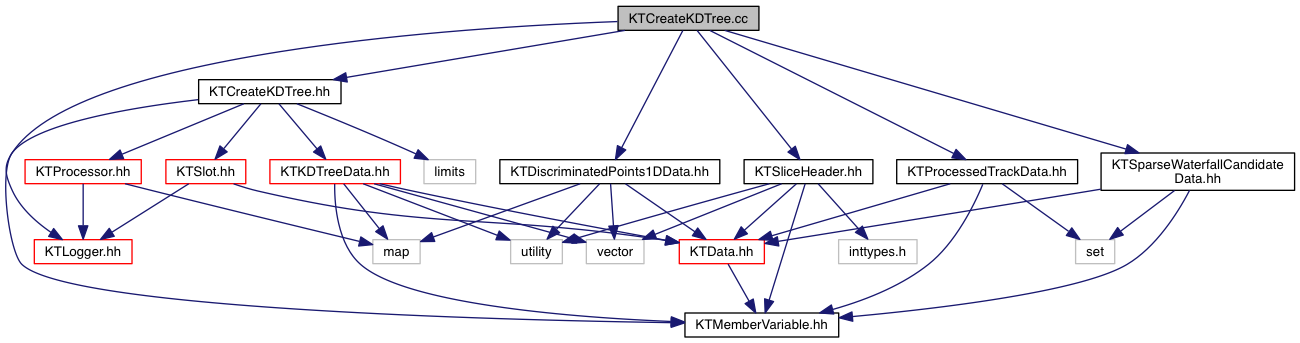 KTCreateKDTree.cc
KTCreateKDTree.hh
KTProcessor.hh
KTSlot.hh
KTKDTreeData.hh
limits
KTDiscriminatedPoints1DData.hh
KTSliceHeader.hh
KTProcessedTrackData.hh
KTSparseWaterfallCandidate
Data.hh
KTLogger.hh
map
utility
vector
KTData.hh
inttypes.h
set
KTMemberVariable.hh